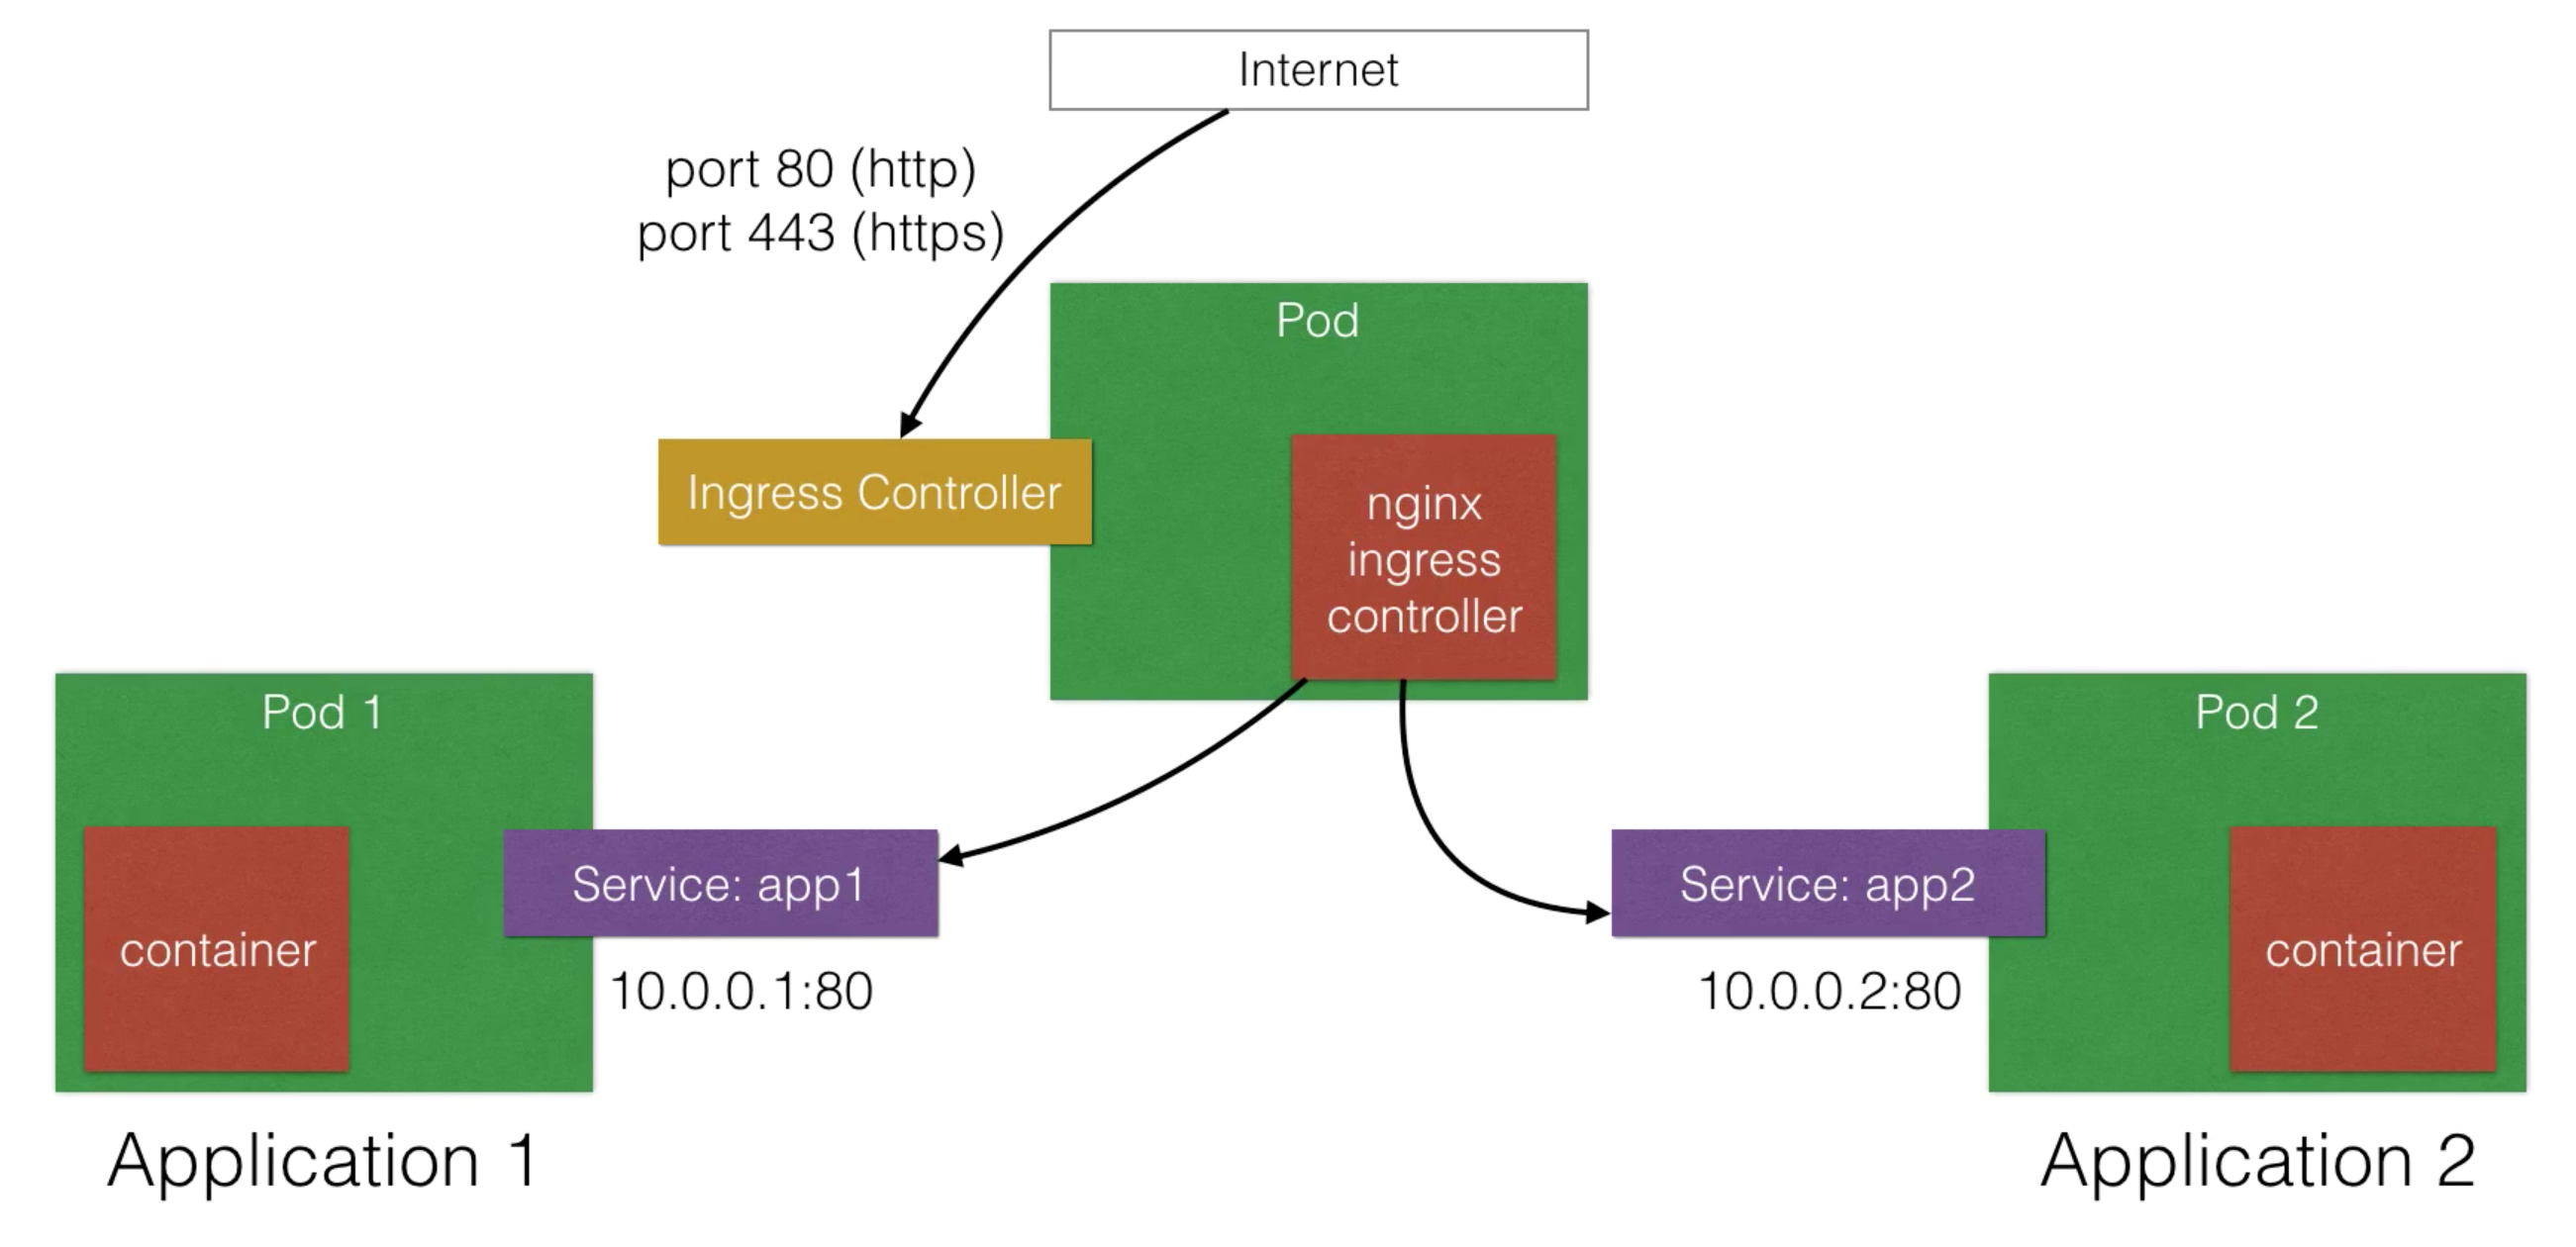 Internet
port 80 (http)
port 443 (https)
Pod
Ingress Controller
nginx
ingress
controller
Pod 1
Pod 2
Service: app1
Service: app2
container
container
10.0.0.1:80
10.0.0.2:80
Application 1
Application 2